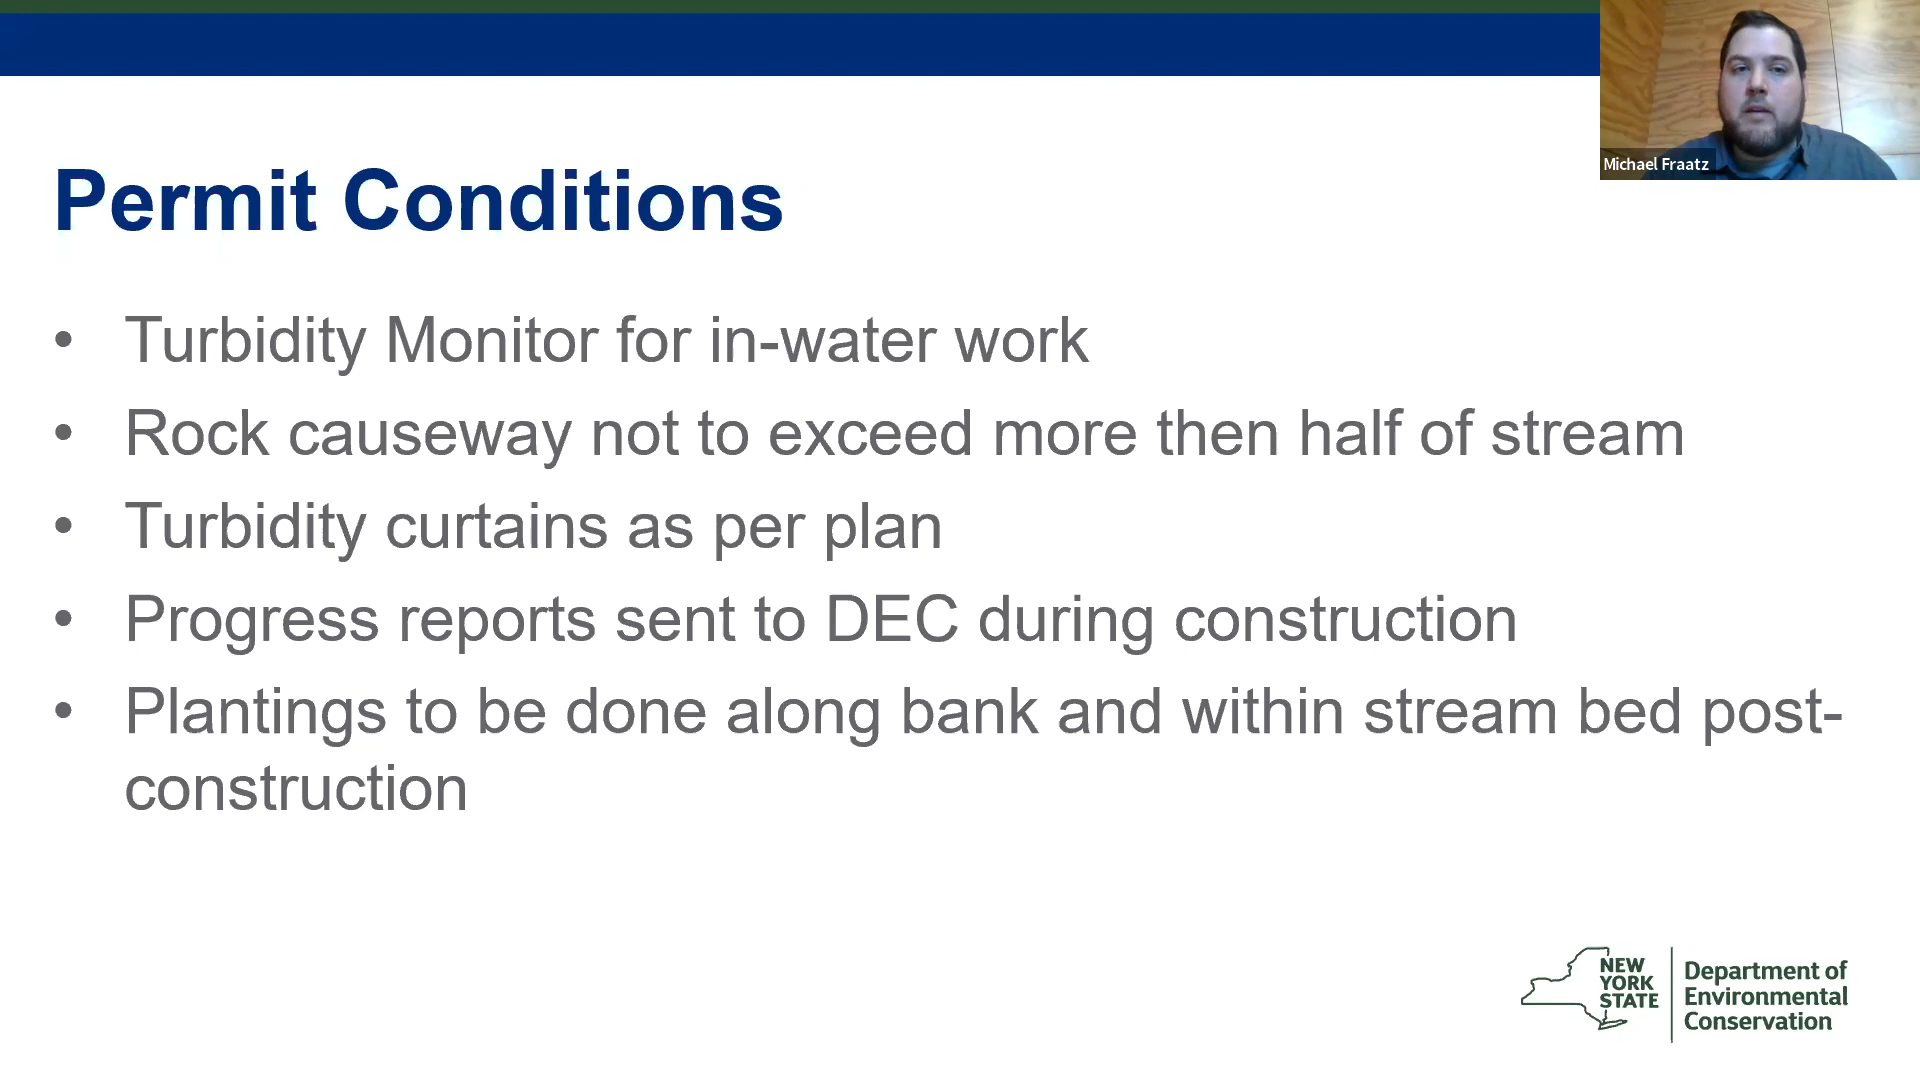 Michael Fraatz
Permit Conditions
• Turbidity Monitor for in-water work
• Rock causeway not to exceed more then half of stream
• Turbidity curtains as per plan
• Progress reports sent to DEC during construction
• Plantings to be done along bank and within stream bed post-
construction
NEW
YORK
STATE
Department of
Environmental
Conservation